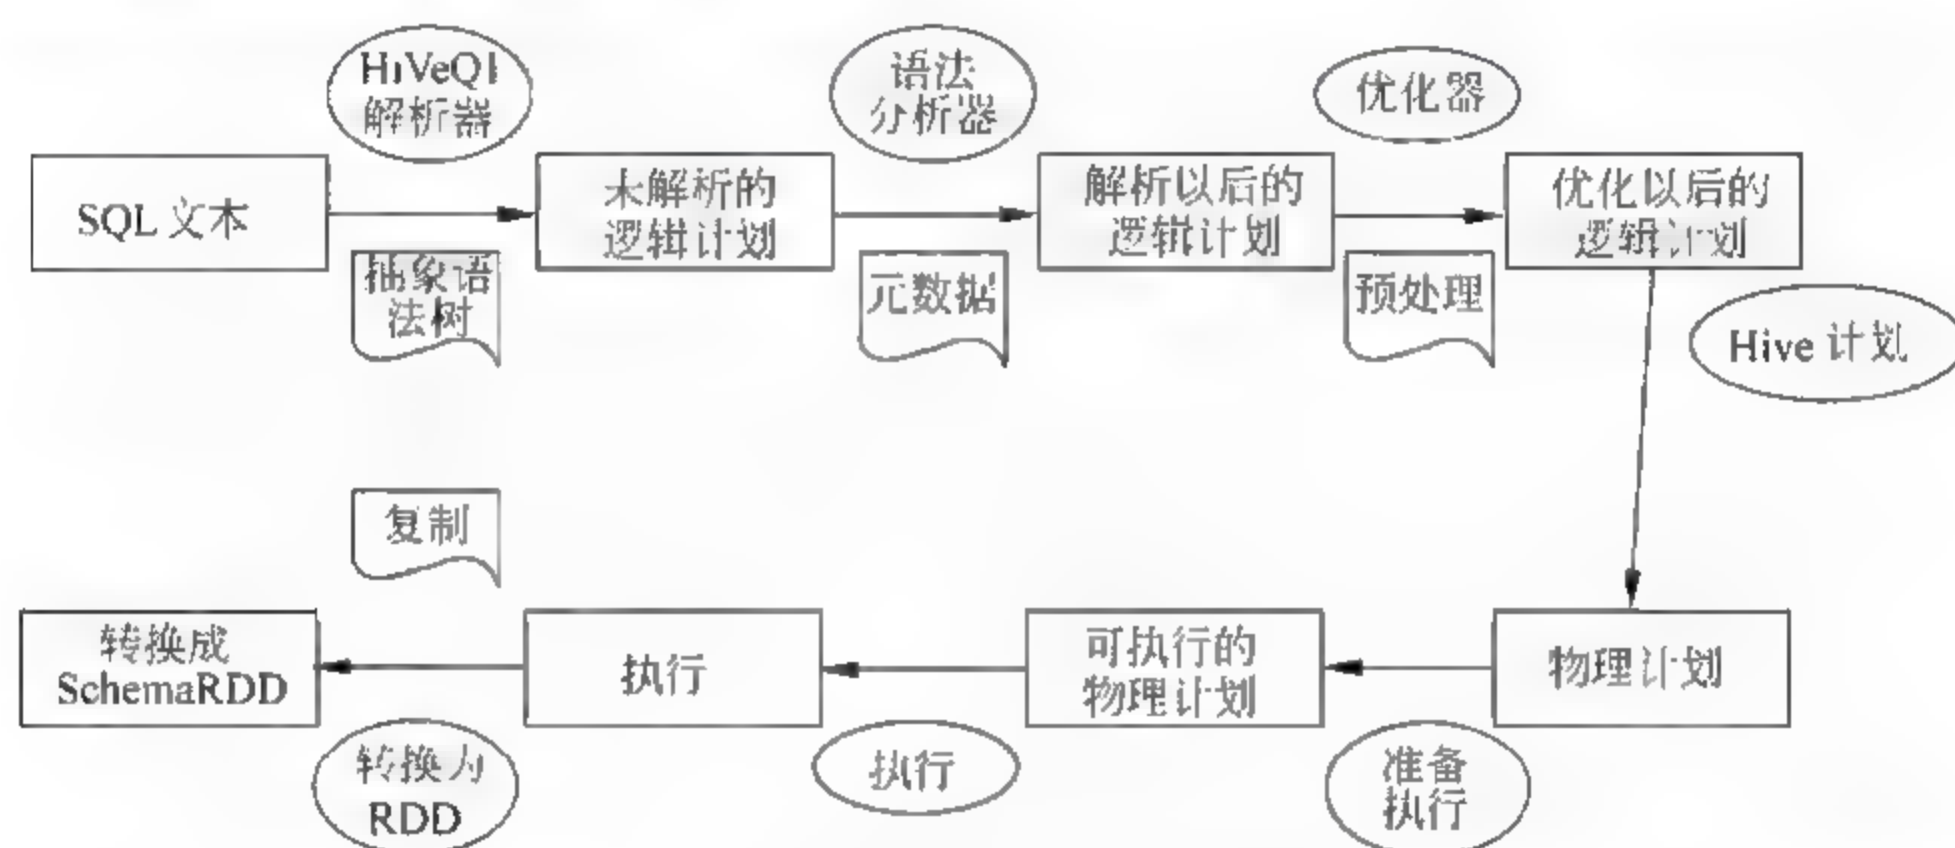 HiVeQl
解析器
语法
分析器
优化器
SQL 文本
未解析的
逻辑计划
解析以后的
逻辑计划
优化以后的
逻辑计划
抽象语
法树
元数据
预处理
Hive 计划
复制
转换成
SchemaRDD
执行
可执行的
物理计划
物理计划
转换为
RDD
执行
准备
执行